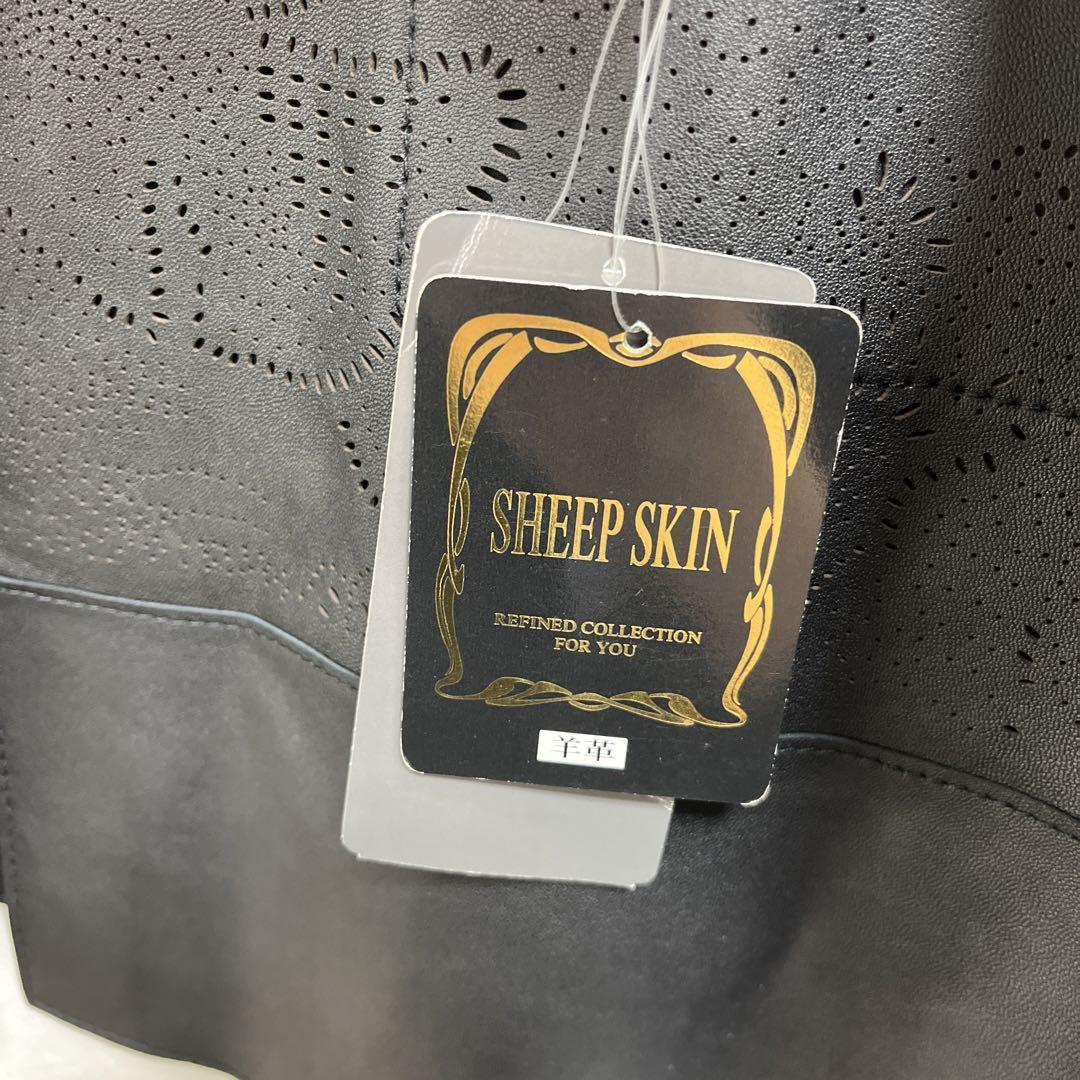 SHEEP SKIN
REFINED COLLECTION
FOR YOU
羊革